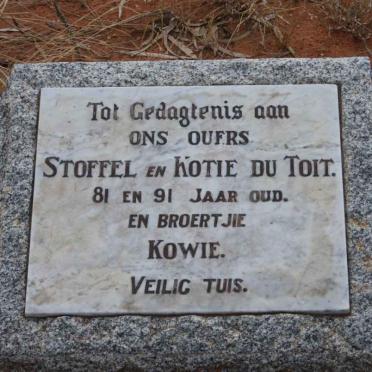 Tot Gedagtenis aan
ons ouers
Stoffel en Kotie du Toit.
81 en 91 Jaar oud.
en broertjie
Kowie.
Veilig tuis.